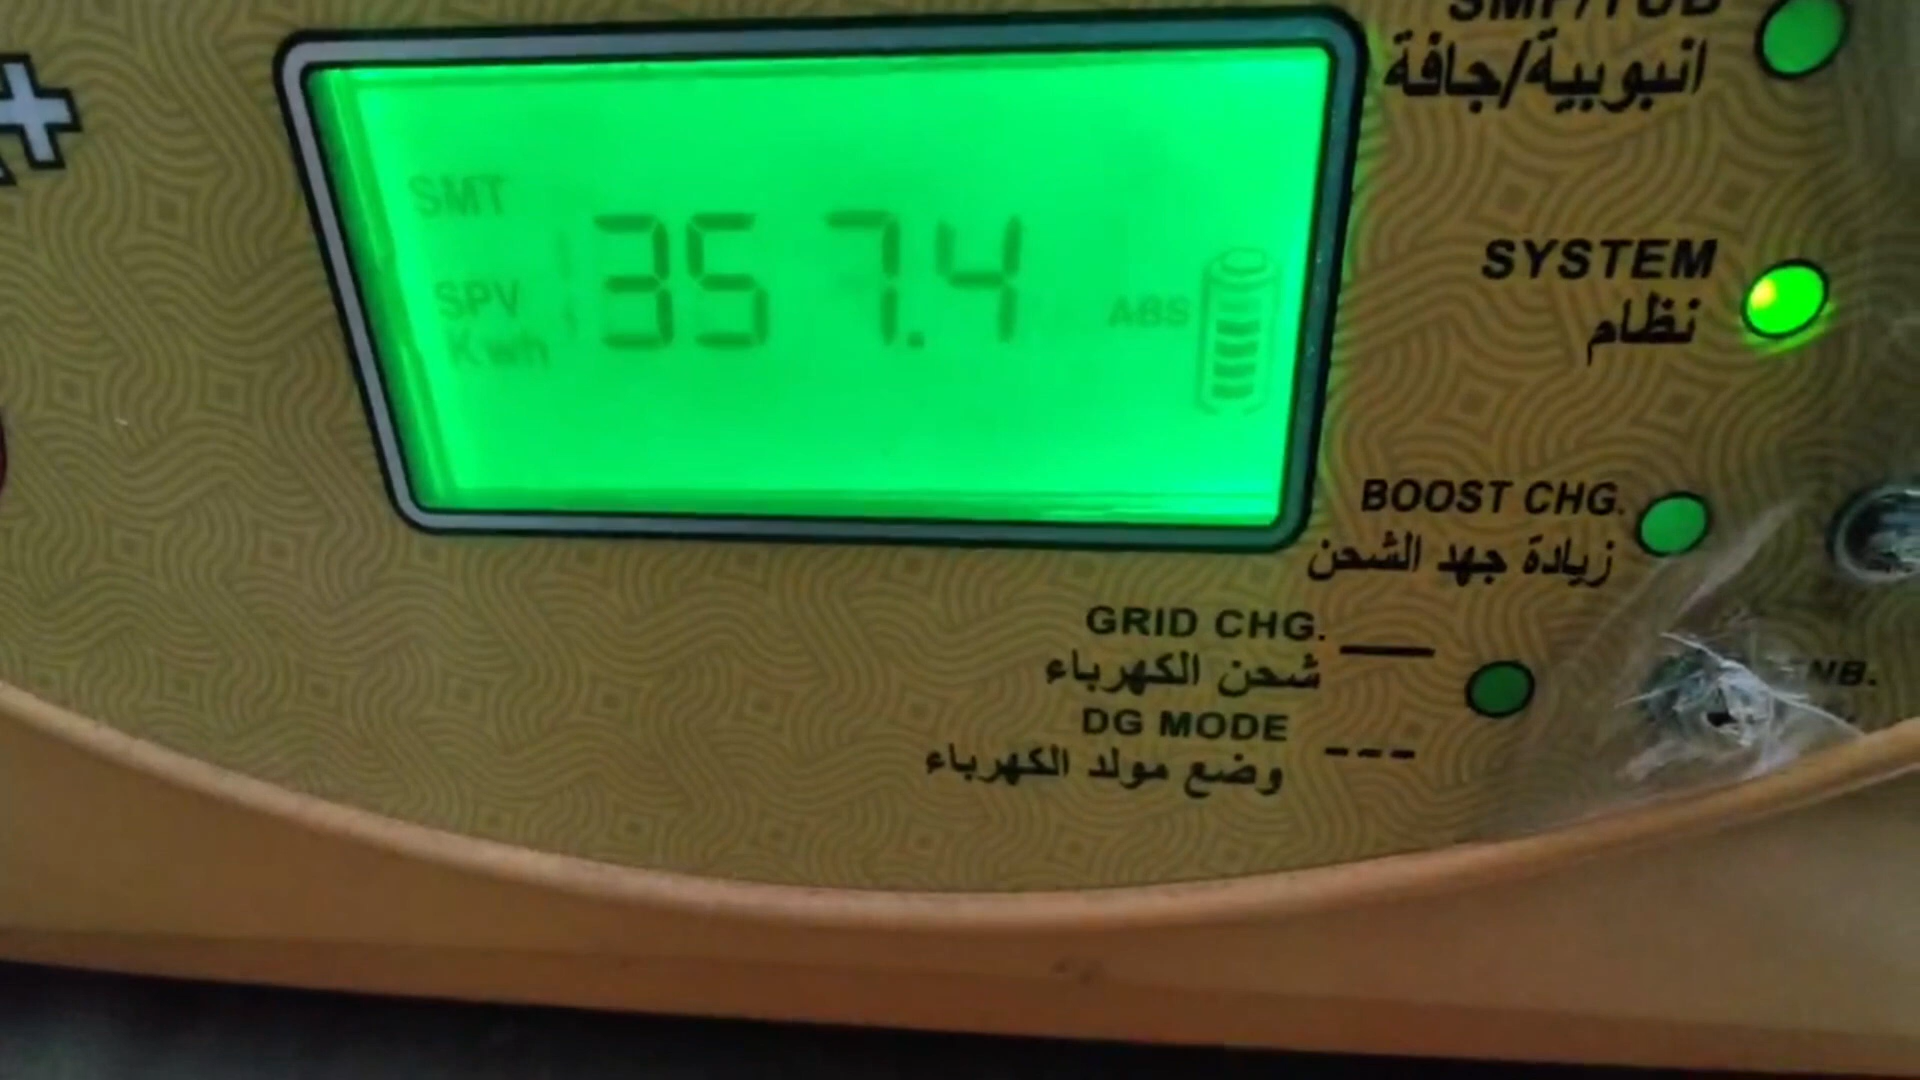 انبوبية/جافة
SMT
357.4
SPV
Kwh
ABS
SYSTEM
نظام
BOOST CHG.
زيادة جهد الشحن
GRID CHG.
شحن الكهرباء
DG MODE
وضع مولد الكهرباء